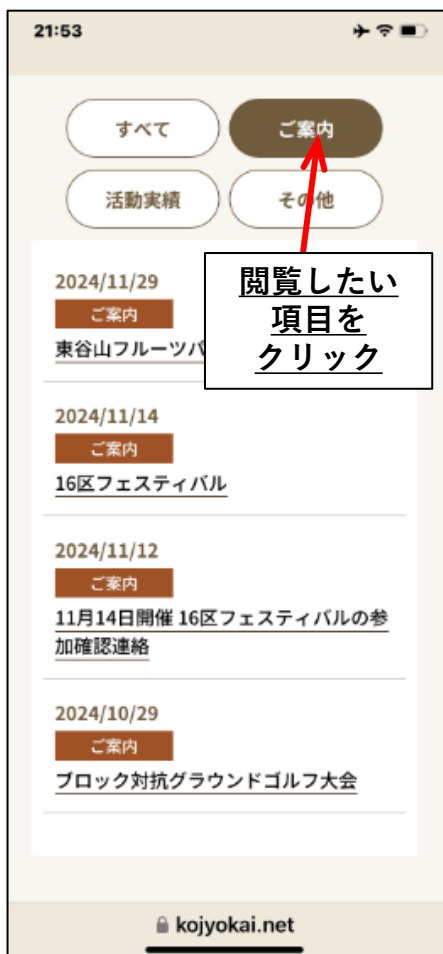 21:53
すべて
ご案内
活動実績
その他
閲覧したい
項目を
クリック
2024/11/29
ご案内
東谷山フルーツパ
2024/11/14
ご案内
16区フェスティバル
2024/11/12
ご案内
11月14日開催 16区フェスティバルの参
加確認連絡
2024/10/29
ご案内
ブロック対抗グラウンドゴルフ大会
kojyokai.net